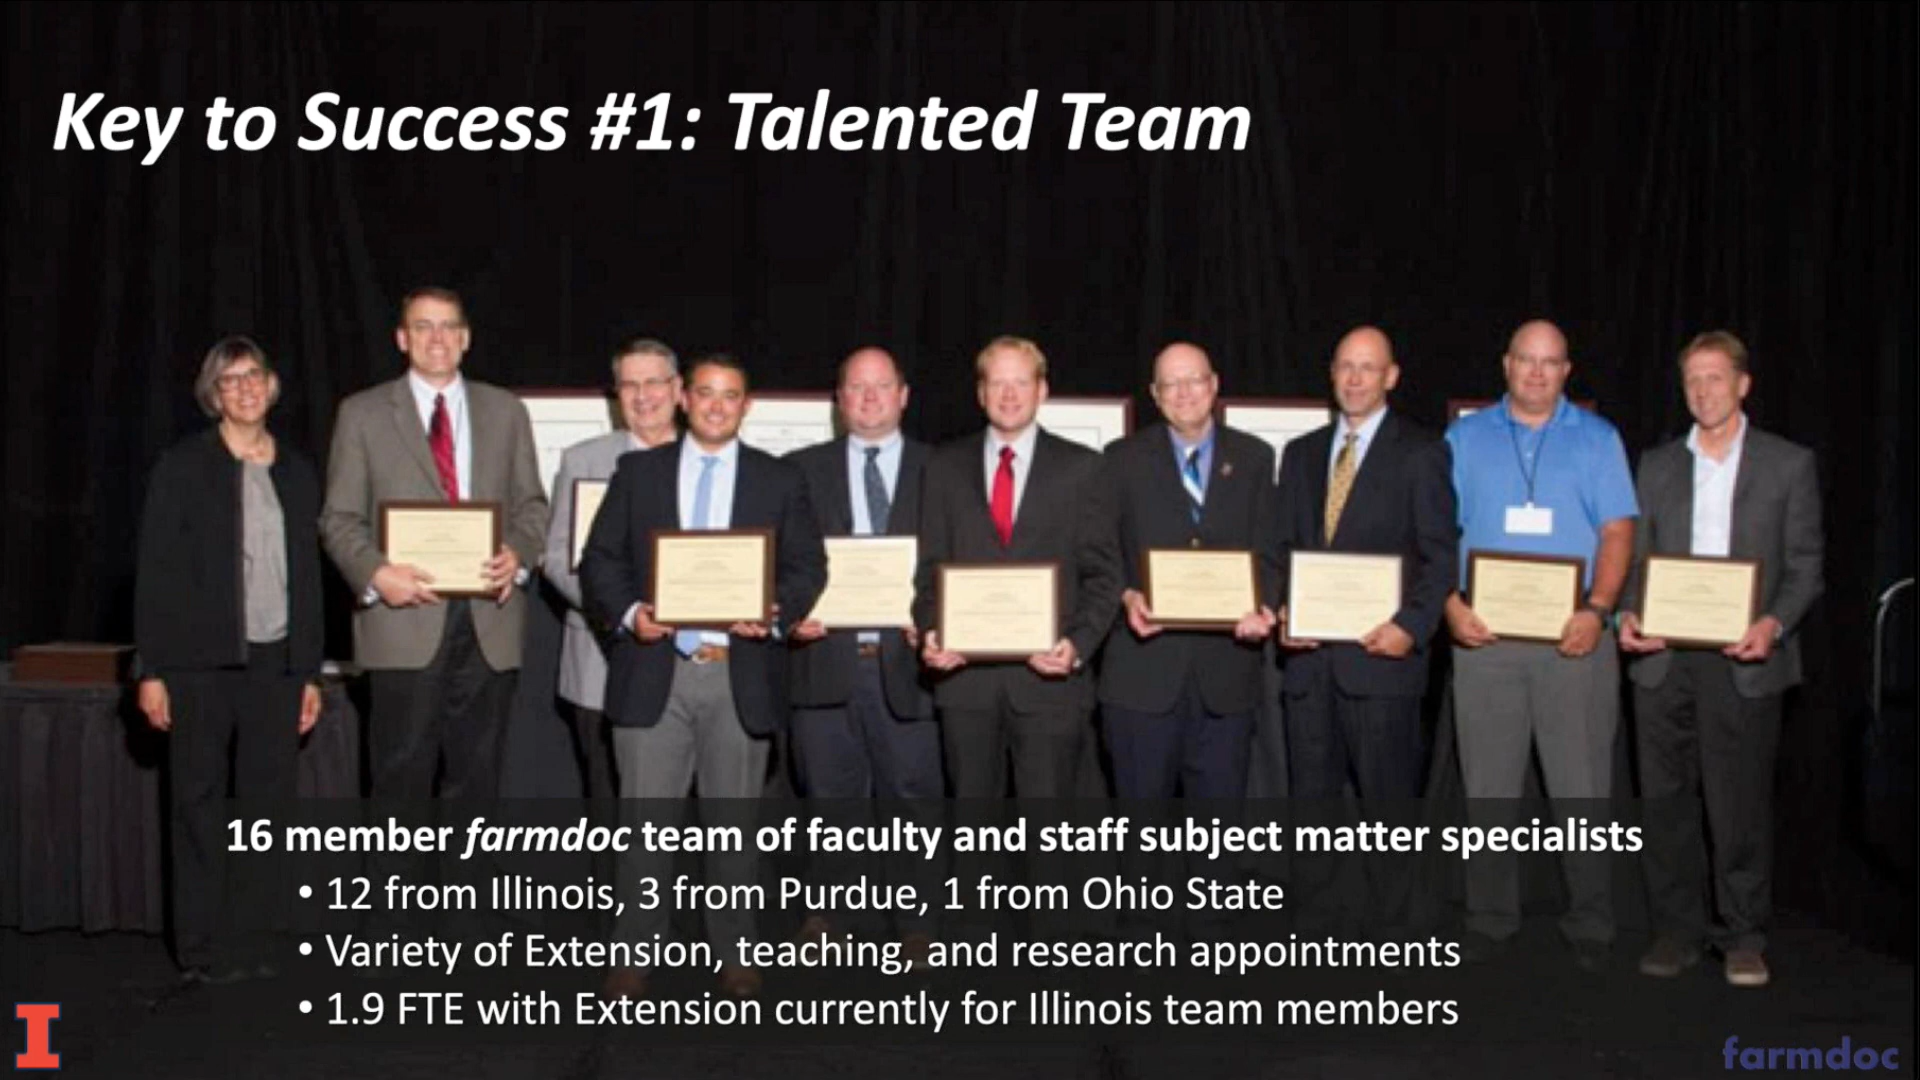 Key to Success #1: Talented Team
16 member farmdoc team of faculty and staff subject matter specialists
• 12 from Illinois, 3 from Purdue, 1 from Ohio State
• Variety of Extension, teaching, and research appointments
• 1.9 FTE with Extension currently for Illinois team members
I
farmdoc